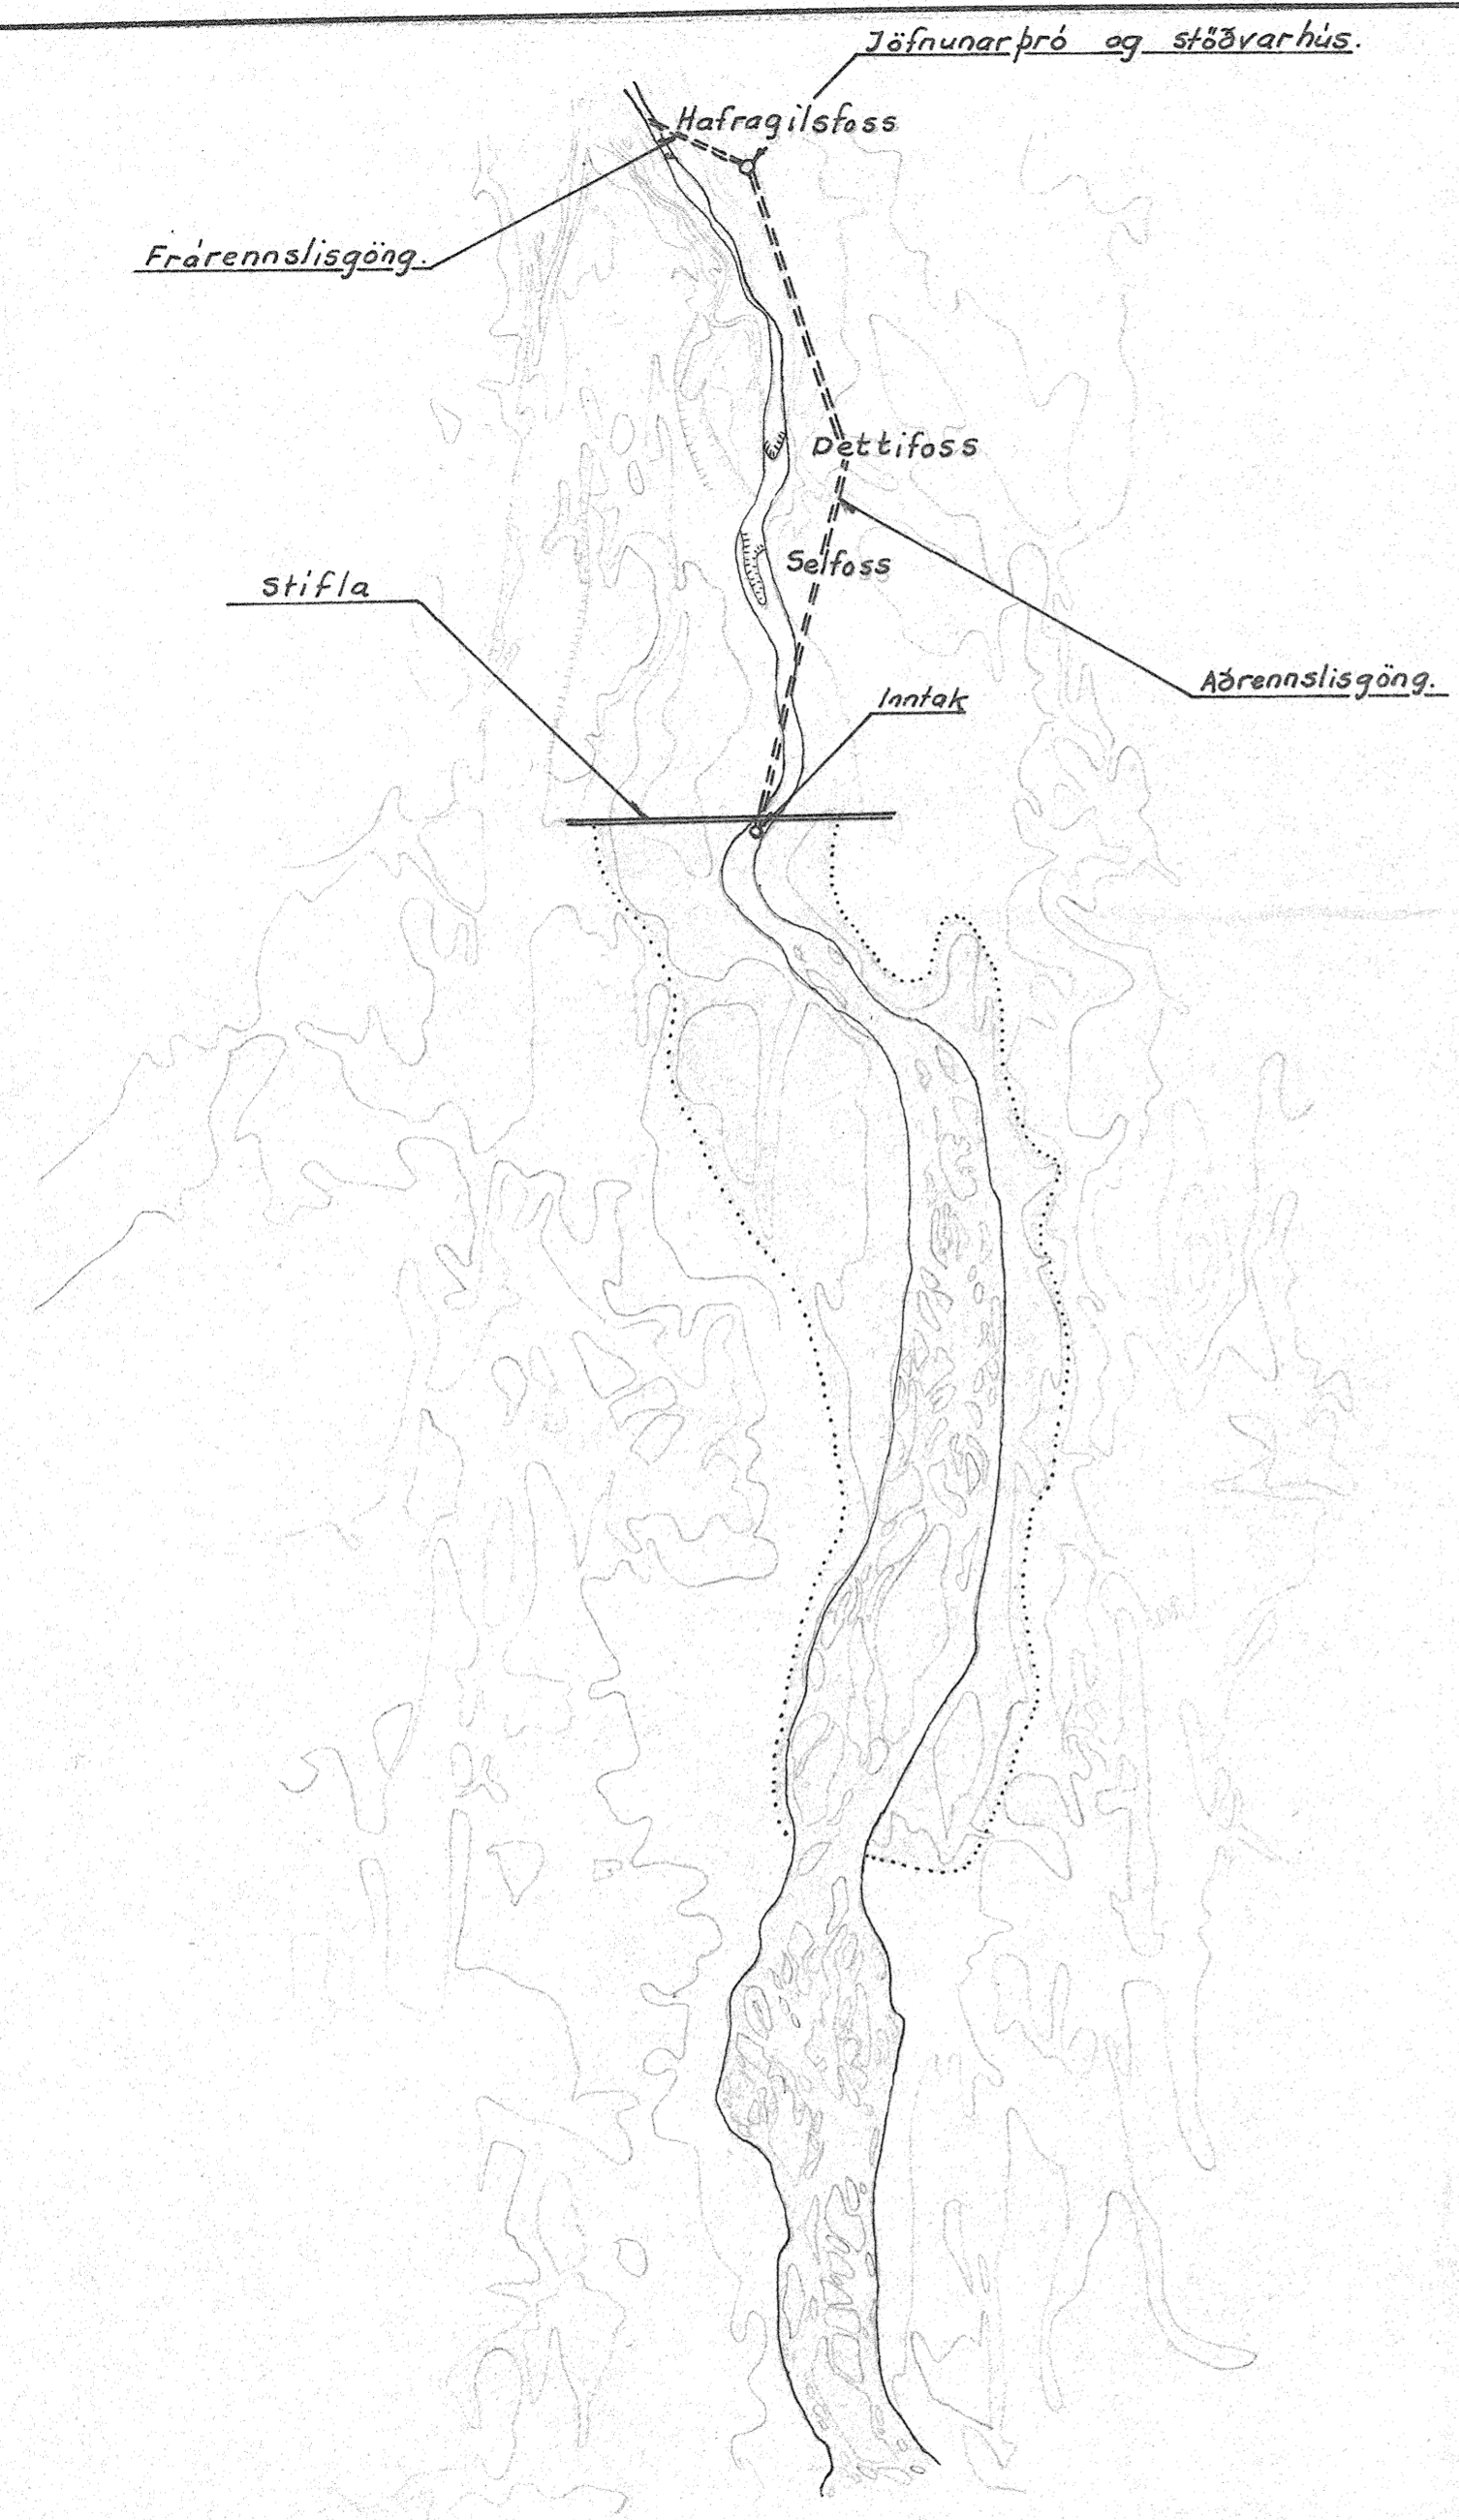 Jöfnunarþró og stöðvarhús.
Hafragilsfoss
Frárennslisgöng.
Dettifoss
Selfoss
Stífla
Aðrennslisgöng.
Inntak